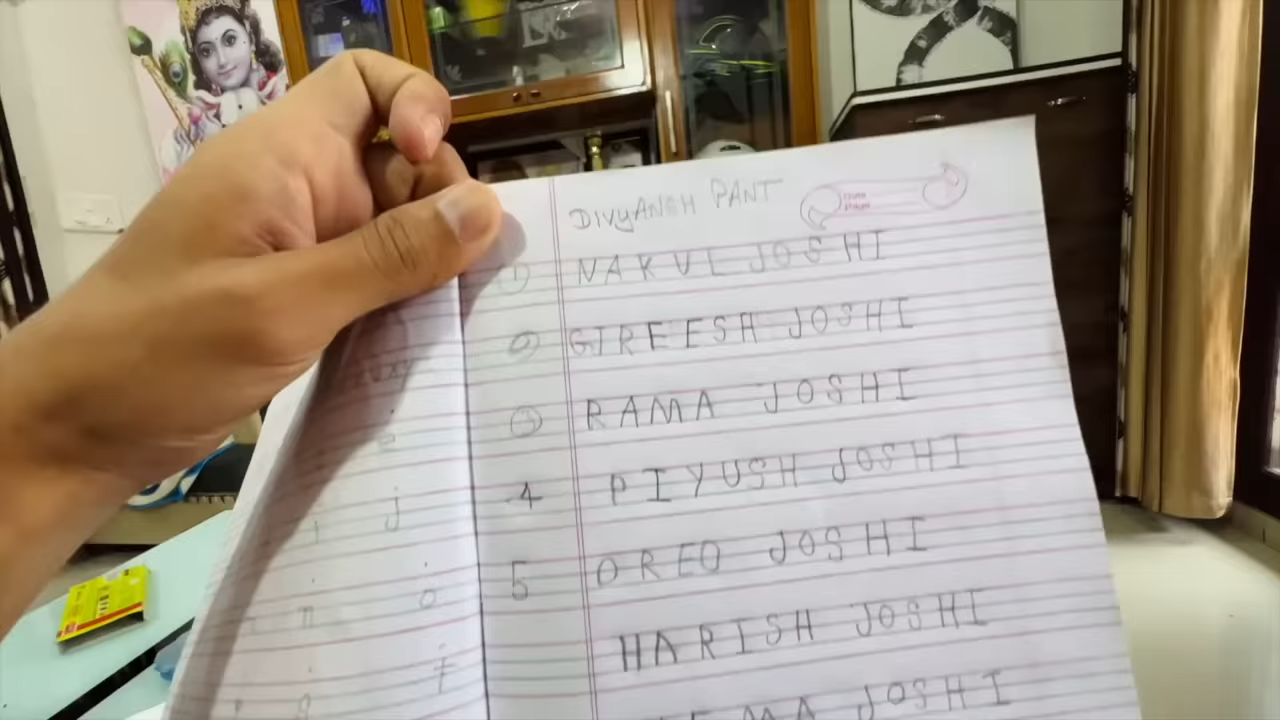 DIVYANSH PANT
1 NAKUL JOSHI
2 GIREESH JOSHI
3 RAMA JOSHI
4 PIYUSH JOSHI
5 OREO JOSHI
HARISH JOSHI
JOSHI
j
n o